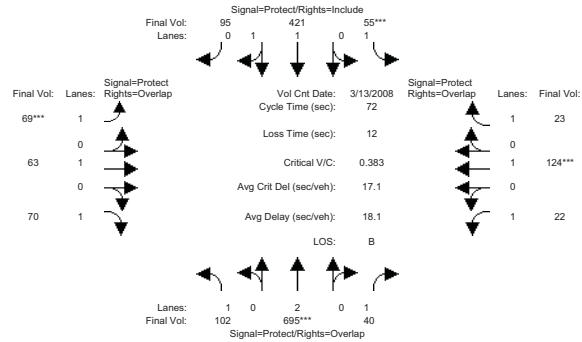 Signal=Protect/Rights=Include
Final Vol: 95 421 55***
Lanes: 0 1 1 0 1
Signal=Protect Signal=Protect
Final Vol: Lanes: Rights=Overlap Vol Cnt Date: 3/13/2008 Rights=Overlap Lanes: Final Vol:
Cycle Time (sec): 72
69*** 1 1 23
Loss Time (sec): 12
0 0
63 1 Critical V/C: 0.383 1 124***
0 Avg Crit Del (sec/veh): 17.1 0
70 1 Avg Delay (sec/veh): 18.1 1 22
LOS: B
Lanes: 1 0 2 0 1
Final Vol: 102 695*** 40
Signal=Protect/Rights=Overlap